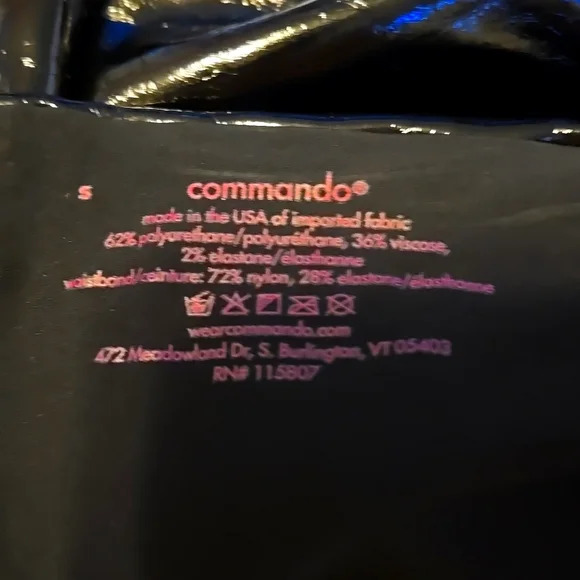 S
commando®
made in the USA of imported fabric
62% polyurethane/polyuréthane, 36% viscose,
2% elastane/elasthanne
waistband/ceinture: 72% nylon, 28% elastane/élasthanne
wearcommando.com
472 Meadowland Dr, S. Burlington, VT 05403
RN# 115807